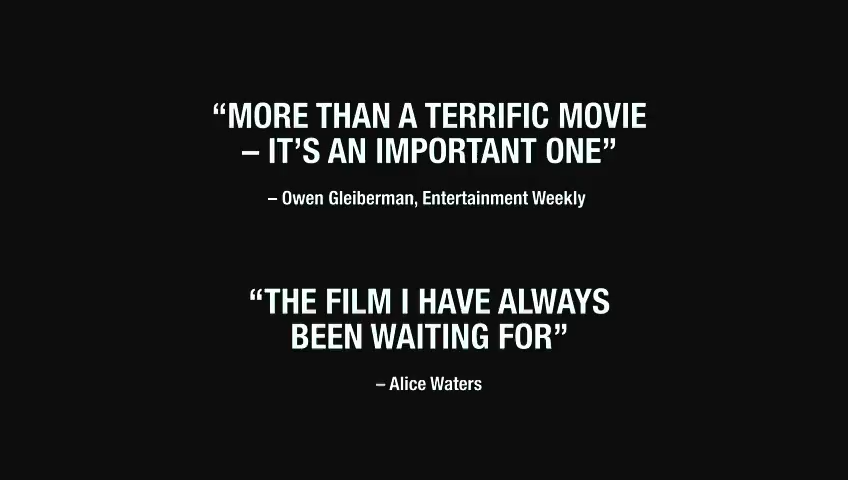 “MORE THAN A TERRIFIC MOVIE
– IT’S AN IMPORTANT ONE”
– Owen Gleiberman, Entertainment Weekly
“THE FILM I HAVE ALWAYS
BEEN WAITING FOR”
– Alice Waters